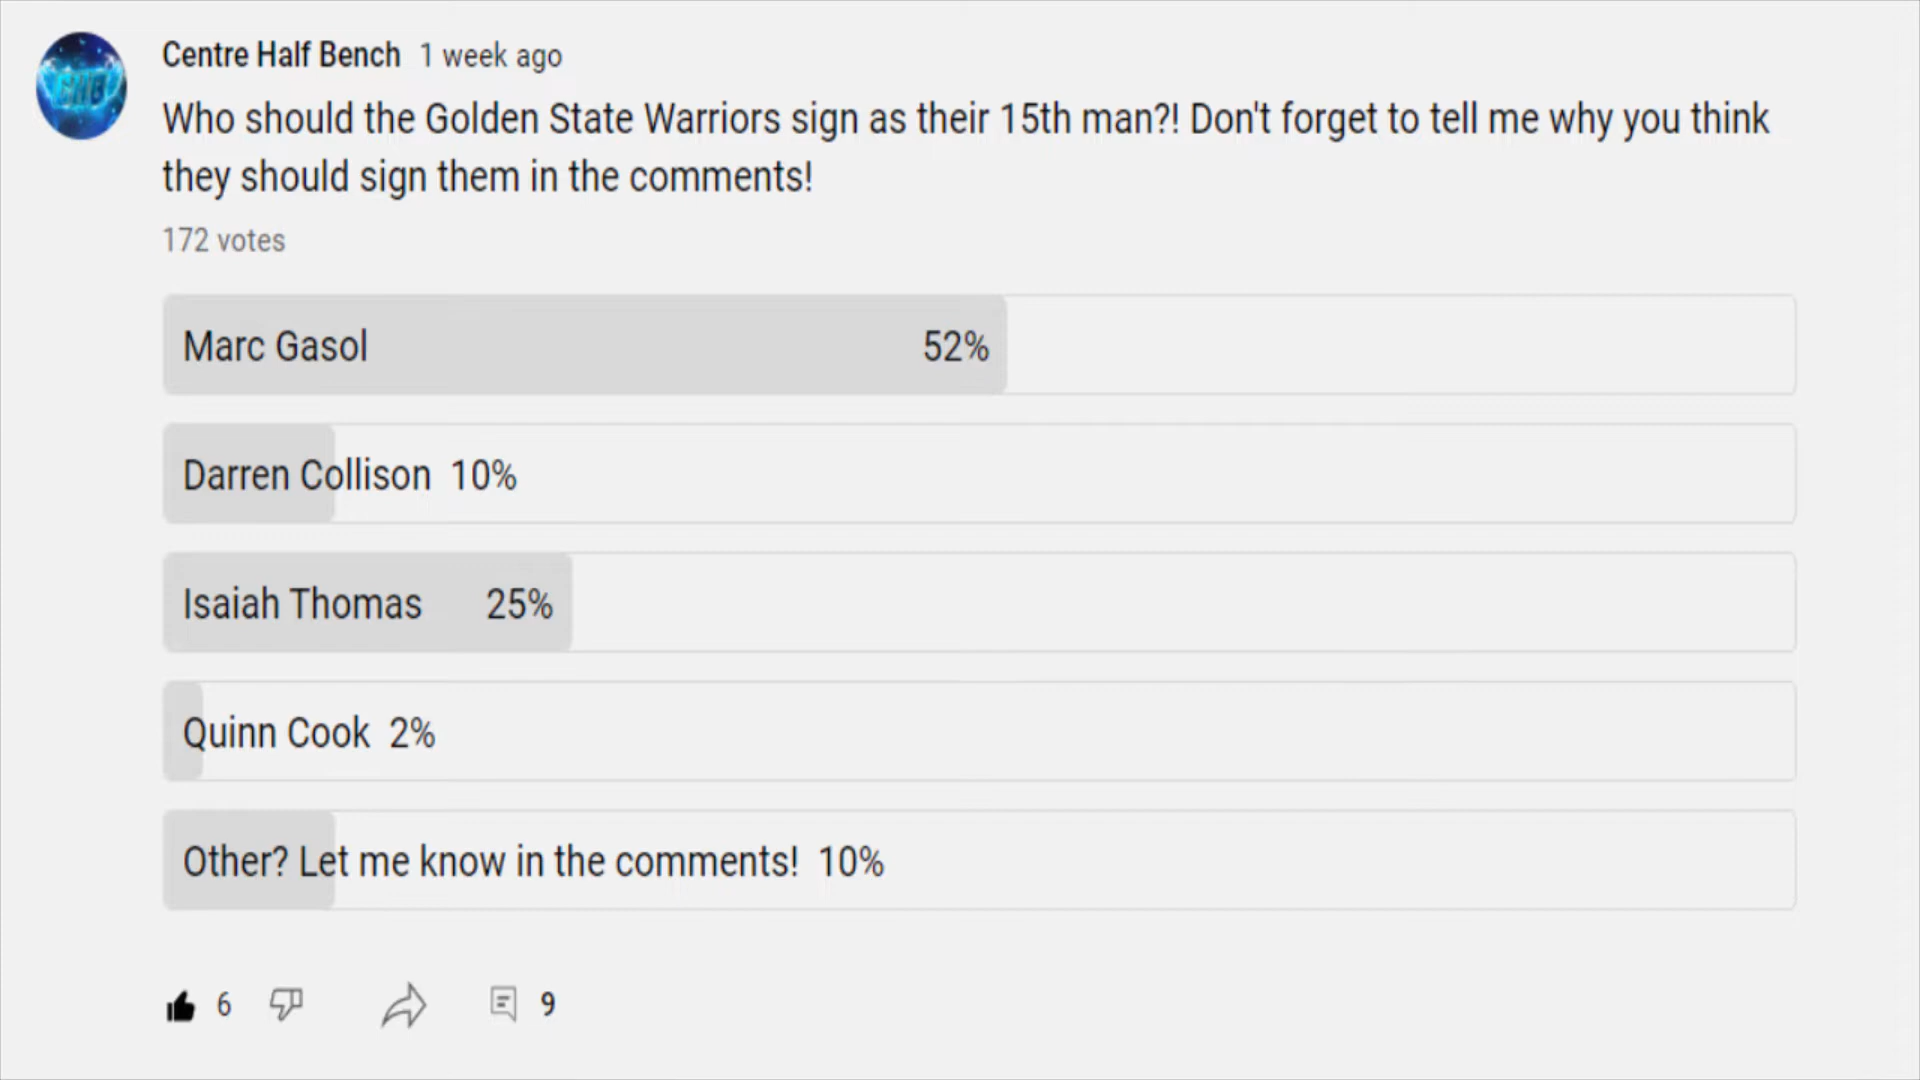 Centre Half Bench 1 week ago
Who should the Golden State Warriors sign as their 15th man?! Don't forget to tell me why you think
they should sign them in the comments!
172 votes
Marc Gasol 52%
Darren Collison 10%
Isaiah Thomas 25%
Quinn Cook 2%
Other? Let me know in the comments! 10%
6 9